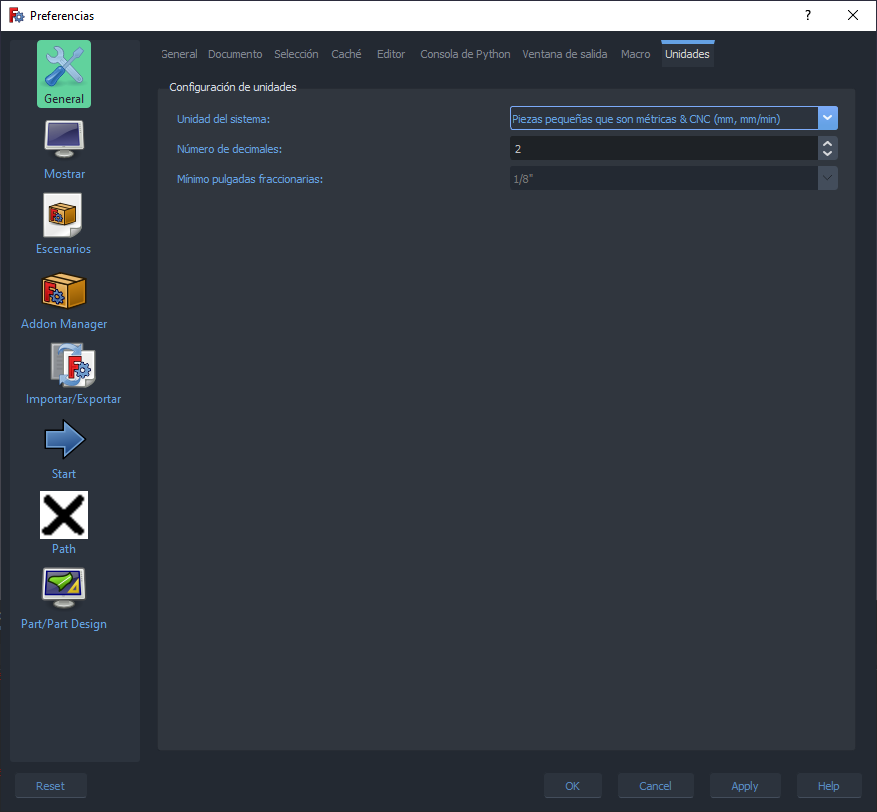 Preferencias
?
General Documento Selección Caché Editor Consola de Python Ventana de salida Macro Unidades
General
Mostrar
Escenarios
Addon Manager
Importar/Exportar
Start
Path
Part/Part Design
Configuración de unidades
Unidad del sistema: Piezas pequeñas que son métricas & CNC (mm, mm/min)
Número de decimales: 2
Mínimo pulgadas fraccionarias: 1/8"
Reset OK Cancel Apply Help